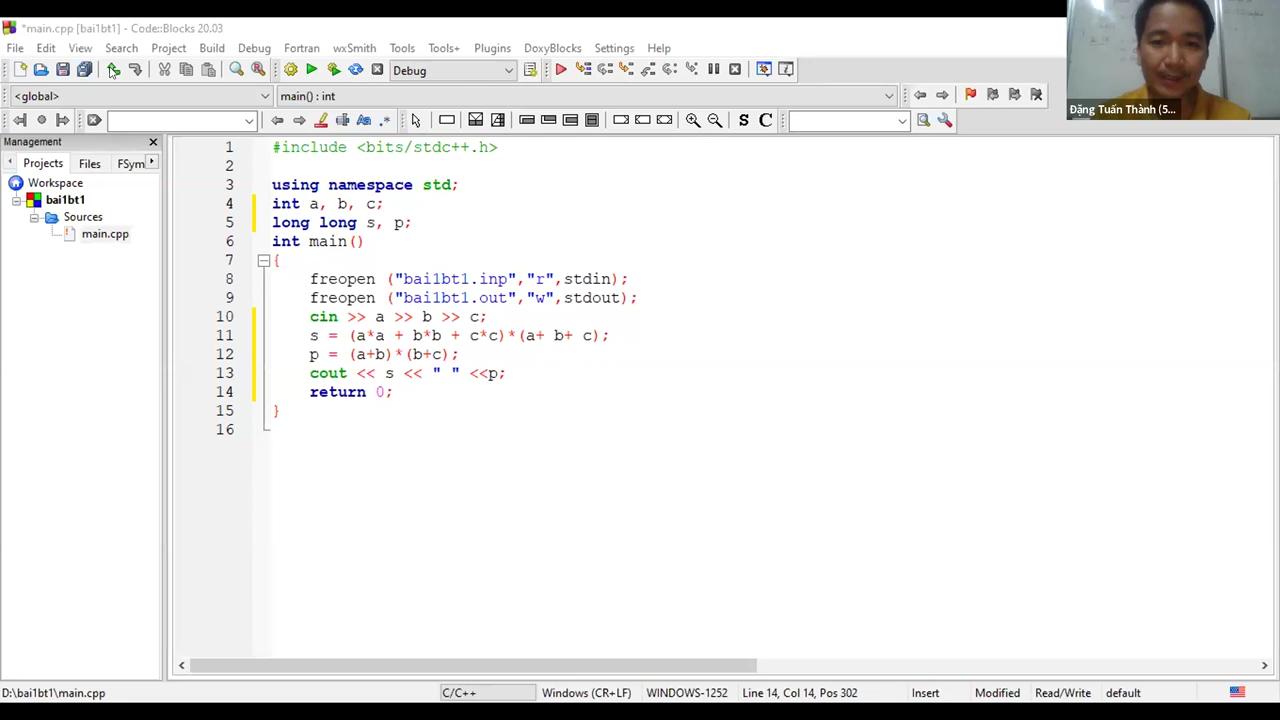 *main.cpp [bai1bt1] - Code::Blocks 20.03
File Edit View Search Project Build Debug Fortran wxSmith Tools Tools+ Plugins DoxyBlocks Settings Help
Debug
<global> main() : int
S C
Đặng Tuấn Thành (5...
Management
Projects Files FSym
Workspace
bai1bt1
Sources
main.cpp
1 #include <bits/stdc++.h>
2
3 using namespace std;
4 int a, b, c;
5 long long s, p;
6 int main()
7 {
8 freopen ("bai1bt1.inp","r",stdin);
9 freopen ("bai1bt1.out","w",stdout);
10 cin >> a >> b >> c;
11 s = (a*a + b*b + c*c)*(a+ b+ c);
12 p = (a+b)*(b+c);
13 cout << s << " " <<p;
14 return 0;
15 }
16
D:\bai1bt1\main.cpp C/C++ Windows (CR+LF) WINDOWS-1252 Line 14, Col 14, Pos 302 Insert Modified Read/Write default